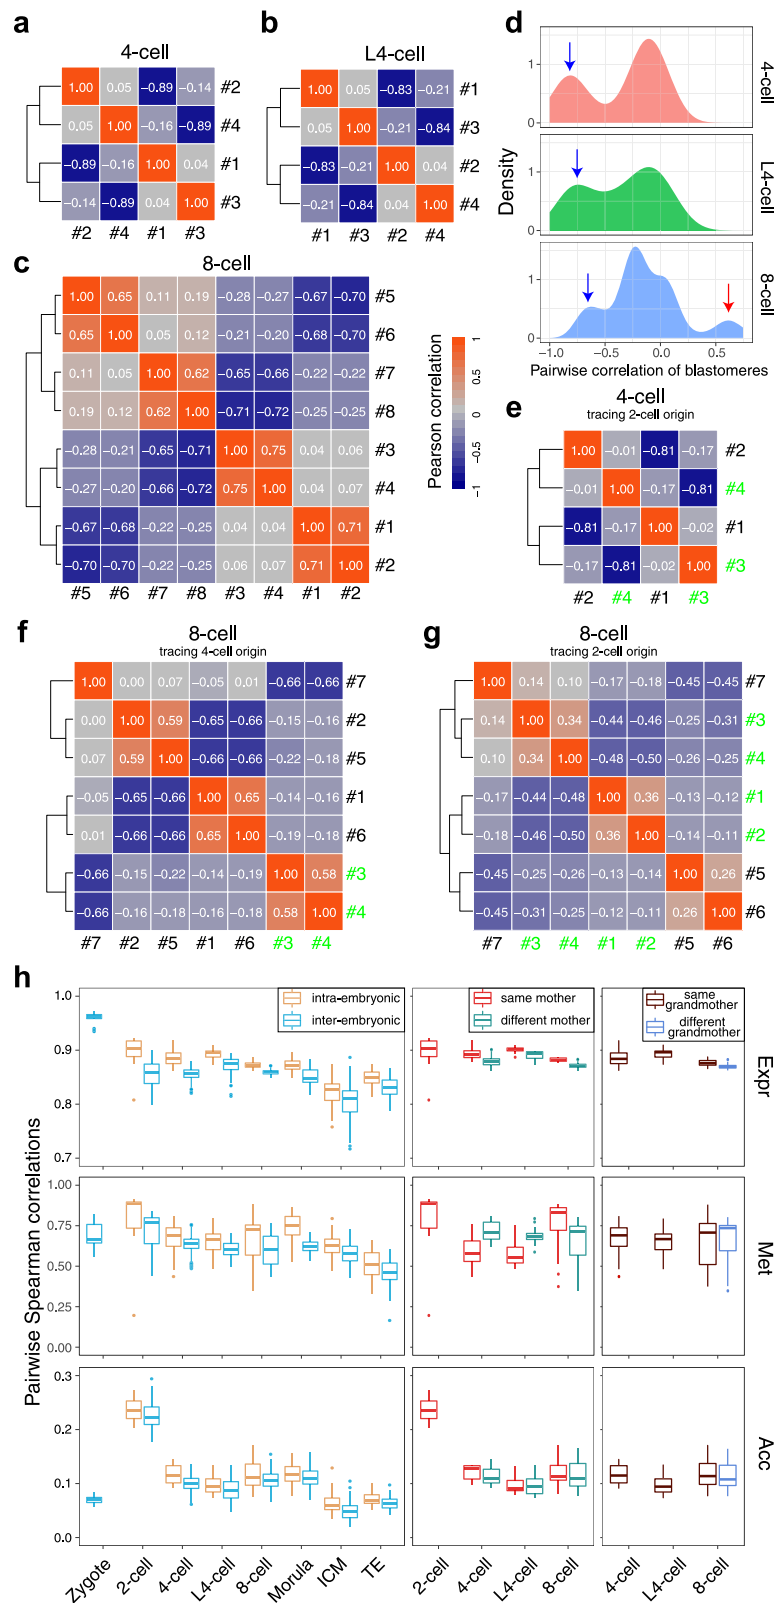 a
4-cell
1.00 0.05 −0.89 −0.14 #2
0.05 1.00 −0.16 −0.89 #4
−0.89 −0.16 1.00 0.04 #1
−0.14 −0.89 0.04 1.00 #3
#2 #4 #1 #3
b
L4-cell
1.00 0.05 −0.83 −0.21 #1
0.05 1.00 −0.21 −0.84 #3
−0.83 −0.21 1.00 0.04 #2
−0.21 −0.84 0.04 1.00 #4
#1 #3 #2 #4
c
8-cell
1.00 0.65 0.11 0.19 −0.28 −0.27 −0.67 −0.70 #5
0.65 1.00 0.05 0.12 −0.21 −0.20 −0.68 −0.70 #6
0.11 0.05 1.00 0.62 −0.65 −0.66 −0.22 −0.22 #7
0.19 0.12 0.62 1.00 −0.71 −0.72 −0.25 −0.25 #8
−0.28 −0.21 −0.65 −0.71 1.00 0.75 0.04 0.06 #3
−0.27 −0.20 −0.66 −0.72 0.75 1.00 0.04 0.07 #4
−0.67 −0.68 −0.22 −0.25 0.04 0.04 1.00 0.71 #1
−0.70 −0.70 −0.22 −0.25 0.06 0.07 0.71 1.00 #2
#5 #6 #7 #8 #3 #4 #1 #2
Pearson correlation
1
0.5
0
−0.5
−1
d
1
0
4-cell
1
0
L4-cell
1
0
8-cell
Density
−1.0 −0.5 0.0 0.5
Pairwise correlation of blastomeres
e
4-cell
tracing 2-cell origin
1.00 −0.01 −0.81 −0.17 #2
−0.01 1.00 −0.17 −0.81 #4
−0.81 −0.17 1.00 −0.02 #1
−0.17 −0.81 −0.02 1.00 #3
#2 #4 #1 #3
f
8-cell
tracing 4-cell origin
1.00 0.00 0.07 −0.05 0.01 −0.66 −0.66 #7
0.00 1.00 0.59 −0.65 −0.66 −0.15 −0.16 #2
0.07 0.59 1.00 −0.66 −0.66 −0.22 −0.18 #5
−0.05 −0.65 −0.66 1.00 0.65 −0.14 −0.16 #1
0.01 −0.66 −0.66 0.65 1.00 −0.19 −0.18 #6
−0.66 −0.15 −0.22 −0.14 −0.19 1.00 0.58 #3
−0.66 −0.16 −0.18 −0.16 −0.18 0.58 1.00 #4
#7 #2 #5 #1 #6 #3 #4
g
8-cell
tracing 2-cell origin
1.00 0.14 0.10 −0.17 −0.18 −0.45 −0.45 #7
0.14 1.00 0.34 −0.44 −0.46 −0.25 −0.31 #3
0.10 0.34 1.00 −0.48 −0.50 −0.26 −0.25 #4
−0.17 −0.44 −0.48 1.00 0.36 −0.13 −0.12 #1
−0.18 −0.46 −0.50 0.36 1.00 −0.14 −0.11 #2
−0.45 −0.25 −0.26 −0.13 −0.14 1.00 0.26 #5
−0.45 −0.31 −0.25 −0.12 −0.11 0.26 1.00 #6
#7 #3 #4 #1 #2 #5 #6
h
Pairwise Spearman correlations
intra-embryonic
inter-embryonic
same mother
different mother
same
grandmother
different
grandmother
1.0
0.9
0.8
0.7
Expr
1.00
0.75
0.50
0.25
0.00
Met
0.3
0.2
0.1
0.0
Acc
Zygote 2-cell 4-cell L4-cell 8-cell Morula ICM TE 2-cell 4-cell L4-cell 8-cell 4-cell L4-cell 8-cell